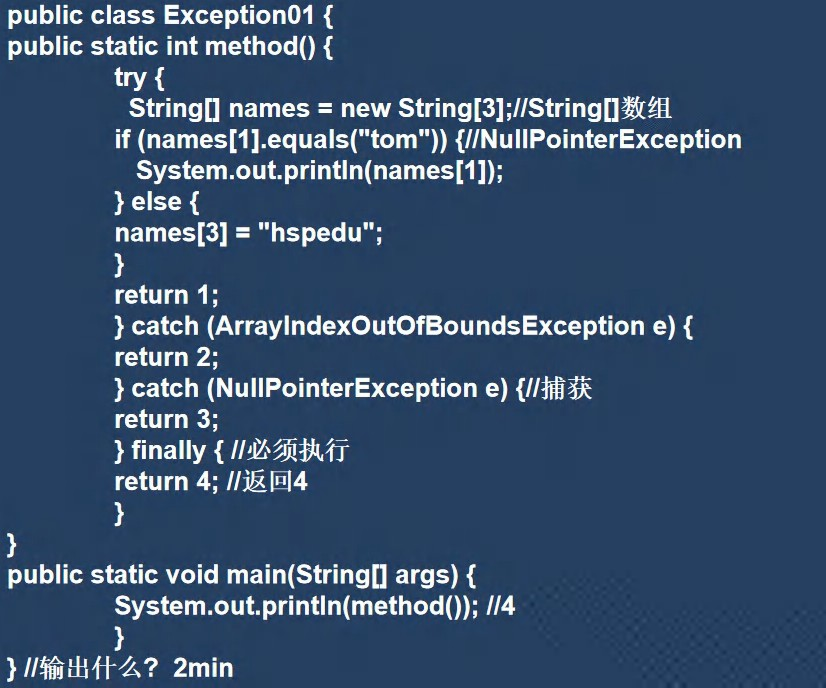 public class Exception01 {
public static int method() {
try {
String[] names = new String[3];//String[]数组
if (names[1].equals("tom")) {//NullPointerException
System.out.println(names[1]);
} else {
names[3] = "hspedu";
}
return 1;
} catch (ArrayIndexOutOfBoundsException e) {
return 2;
} catch (NullPointerException e) {//捕获
return 3;
} finally { //必须执行
return 4; //返回4
}
}
public static void main(String[] args) {
System.out.println(method()); //4
}
} //输出什么? 2min